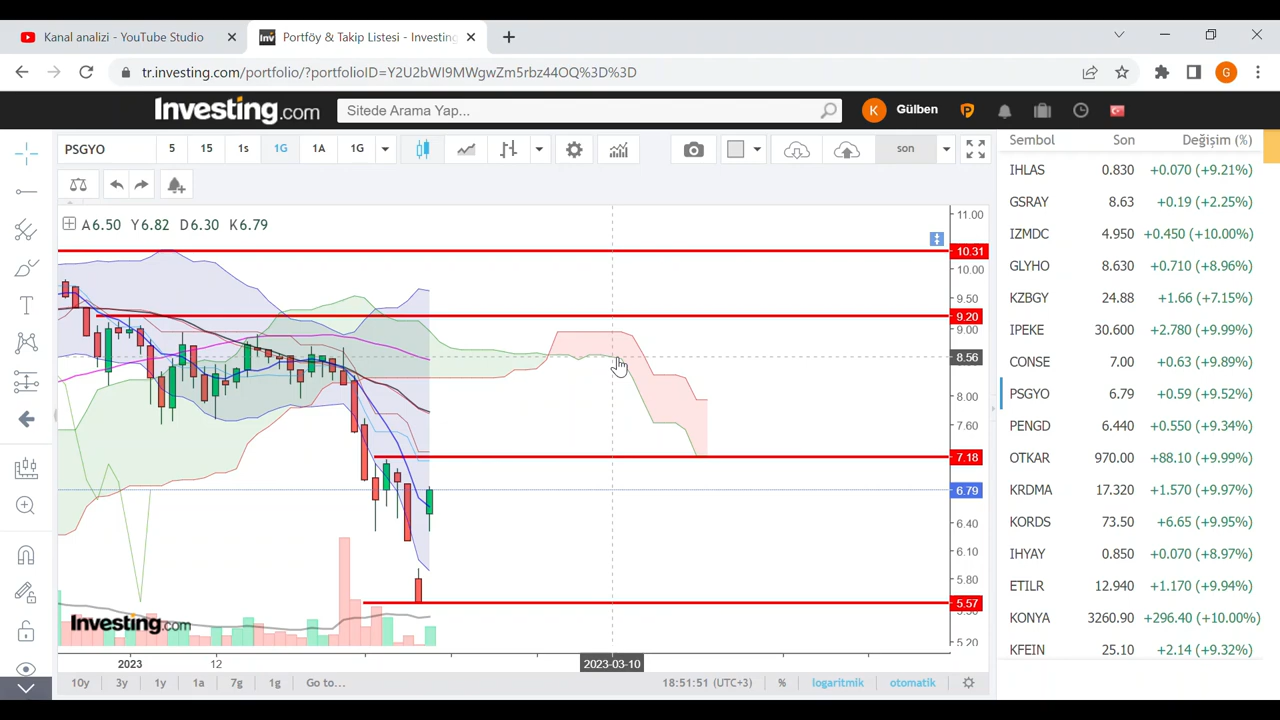 Kanal analizi - YouTube Studio
Inv Portföy & Takip Listesi - Investing
tr.investing.com/portfolio/?portfolioID=Y2U2bWI9MWgwZm5rbz44OQ%3D%3D
G
Investing.com
Sitede Arama Yap...
K Gülben P
PSGYO 5 15 1s 1G 1A 1G son
A6.50 Y6.82 D6.30 K6.79
T
11.00
10.31
10.00
9.50
9.20
9.00
8.56
8.00
7.60
7.18
6.79
6.40
6.10
5.80
5.57
5.20
Investing.com
2023 12 2023-03-10
10y 3y 1y 1a 7g 1g Go to... 18:51:51 (UTC+3) % logaritmik otomatik
Sembol Son Değişim (%)
IHLAS 0.830 +0.070 (+9.21%)
GSRAY 8.63 +0.19 (+2.25%)
IZMDC 4.950 +0.450 (+10.00%)
GLYHO 8.630 +0.710 (+8.96%)
KZBGY 24.88 +1.66 (+7.15%)
IPEKE 30.600 +2.780 (+9.99%)
CONSE 7.00 +0.63 (+9.89%)
PSGYO 6.79 +0.59 (+9.52%)
PENGD 6.440 +0.550 (+9.34%)
OTKAR 970.00 +88.10 (+9.99%)
KRDMA 17.320 +1.570 (+9.97%)
KORDS 73.50 +6.65 (+9.95%)
IHYAY 0.850 +0.070 (+8.97%)
ETILR 12.940 +1.170 (+9.94%)
KONYA 3260.90 +296.40 (+10.00%)
KFEIN 25.10 +2.14 (+9.32%)